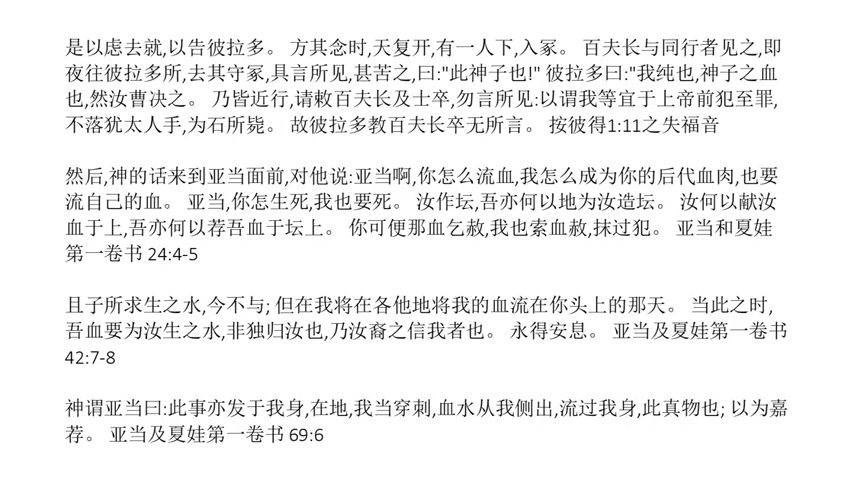 是以虑去就,以告彼拉多。 方其念时,天复开,有一人下,入冢。 百夫长与同行者见之,即
夜往彼拉多所,去其守冢,具言所见,甚苦之,曰:"此神子也!" 彼拉多曰:"我纯也,神子之血
也,然汝曹决之。 乃皆近行,请敕百夫长及士卒,勿言所见:以谓我等宜于上帝前犯至罪,
不落犹太人手,为石所毙。 故彼拉多教百夫长卒无所言。 按彼得1:11之失福音
然后,神的话来到亚当面前,对他说:亚当啊,你怎么流血,我怎么成为你的后代血肉,也要
流自己的血。 亚当,你怎生死,我也要死。 汝作坛,吾亦何以地为汝造坛。 汝何以献汝
血于上,吾亦何以荐吾血于坛上。 你可便那血乞赦,我也索血赦,抹过犯。 亚当和夏娃
第一卷书 24:4-5
且子所求生之水,今不与; 但在我将在各他地将我的血流在你头上的那天。 当此之时,
吾血要为汝生之水,非独归汝也,乃汝裔之信我者也。 永得安息。 亚当及夏娃第一卷书
42:7-8
神谓亚当曰:此事亦发于我身,在地,我当穿刺,血水从我侧出,流过我身,此真物也; 以为嘉
荐。 亚当及夏娃第一卷书 69:6